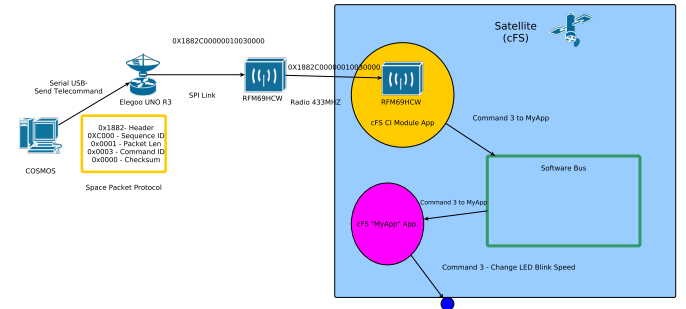 Satellite
(cFS)
0X1882C00000010030000
0X1882C00000010030000
Serial USB-
Send Telecommand
Elegoo UNO R3
SPI Link
RFM69HCW
Radio 433MHZ
RFM69HCW
cFS CI Module App
Command 3 to MyApp
0x1882- Header
0XC000 - Sequence ID
0x0001 - Packet Len
0x0003 - Command ID
0x0000 - Checksum
COSMOS
Space Packet Protocol
Software Bus
Command 3 to MyApp
cFS "MyApp" App
Command 3 - Change LED Blink Speed